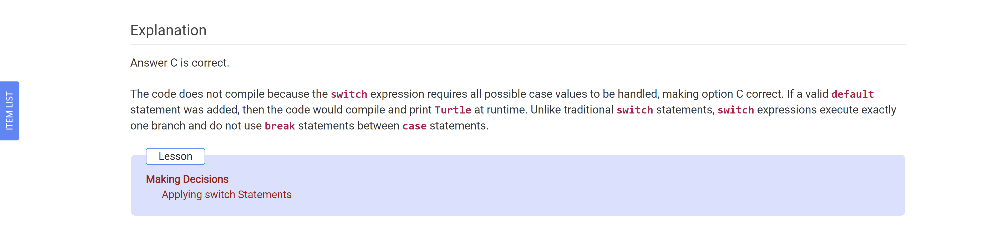 Explanation
Answer C is correct.
The code does not compile because the switch expression requires all possible case values to be handled, making option C correct. If a valid default
statement was added, then the code would compile and print Turtle at runtime. Unlike traditional switch statements, switch expressions execute exactly
one branch and do not use break statements between case statements.
ITEM LIST
Lesson
Making Decisions
Applying switch Statements